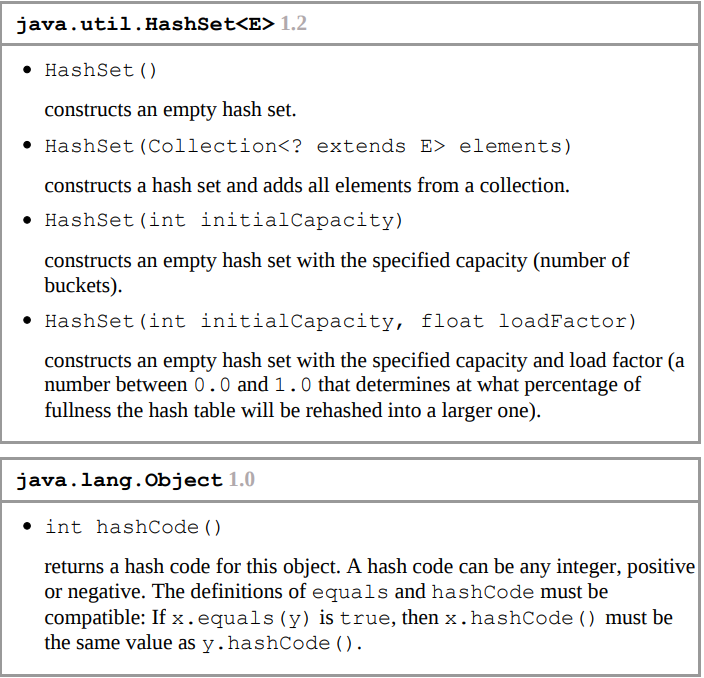 java.util.HashSet<E> 1.2
• HashSet()
constructs an empty hash set.
• HashSet(Collection<? extends E> elements)
constructs a hash set and adds all elements from a collection.
• HashSet(int initialCapacity)
constructs an empty hash set with the specified capacity (number of
buckets).
• HashSet(int initialCapacity, float loadFactor)
constructs an empty hash set with the specified capacity and load factor (a
number between 0.0 and 1.0 that determines at what percentage of
fullness the hash table will be rehashed into a larger one).
java.lang.Object 1.0
• int hashCode()
returns a hash code for this object. A hash code can be any integer, positive
or negative. The definitions of equals and hashCode must be
compatible: If x.equals(y) is true, then x.hashCode() must be
the same value as y.hashCode().